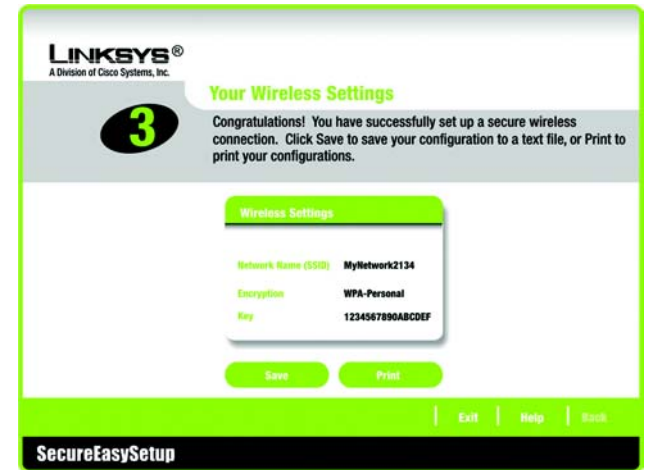 LINKSYS®
A Division of Cisco Systems, Inc.
3
Your Wireless Settings
Congratulations! You have successfully set up a secure wireless
connection. Click Save to save your configuration to a text file, or Print to
print your configurations.
Wireless Settings
Network Name (SSID) MyNetwork2134
Encryption WPA-Personal
Key 1234567890ABCDEF
Save Print
Exit Help Back
SecureEasySetup